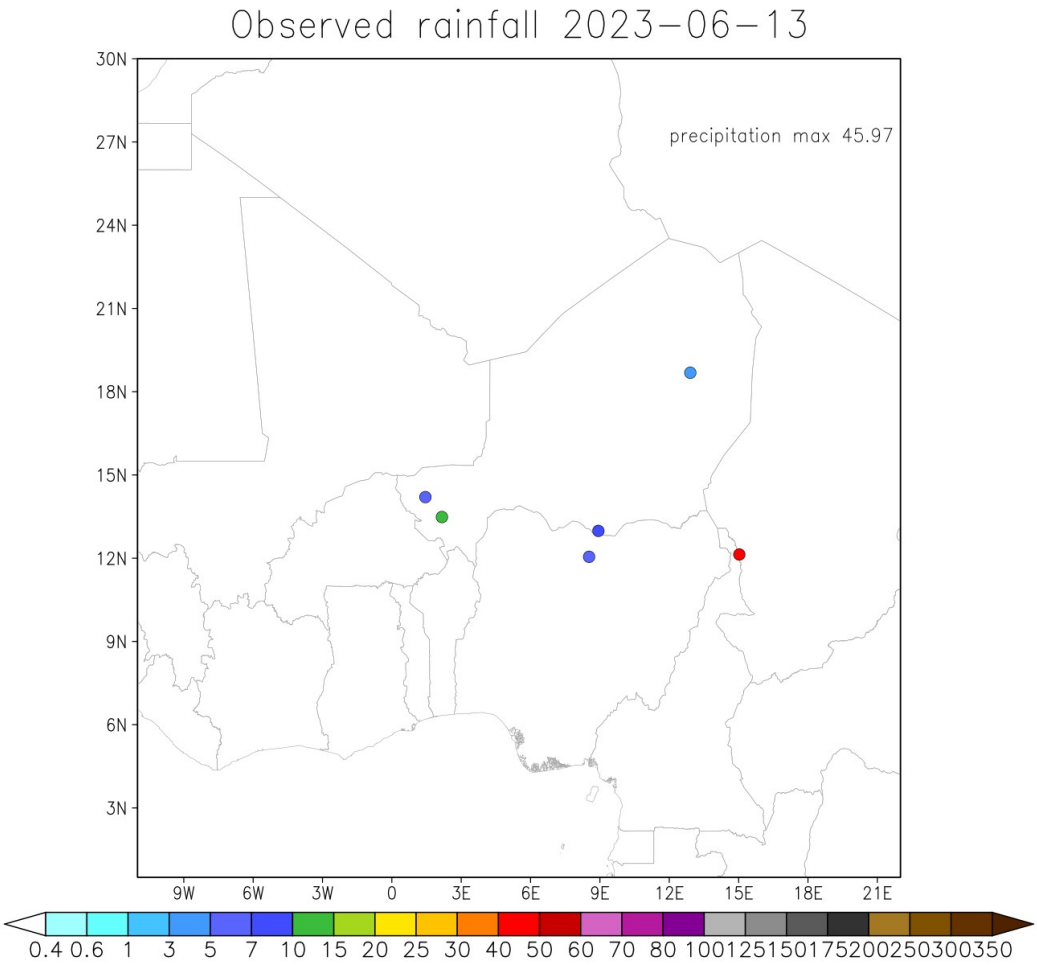 Observed rainfall 2023-06-13
precipitation max 45.97
30N
27N
24N
21N
18N
15N
12N
9N
6N
3N
9W 6W 3W 0 3E 6E 9E 12E 15E 18E 21E
0.4 0.6 1 3 5 7 10 15 20 25 30 40 50 60 70 80 100 125 150 175 200 250 300 350